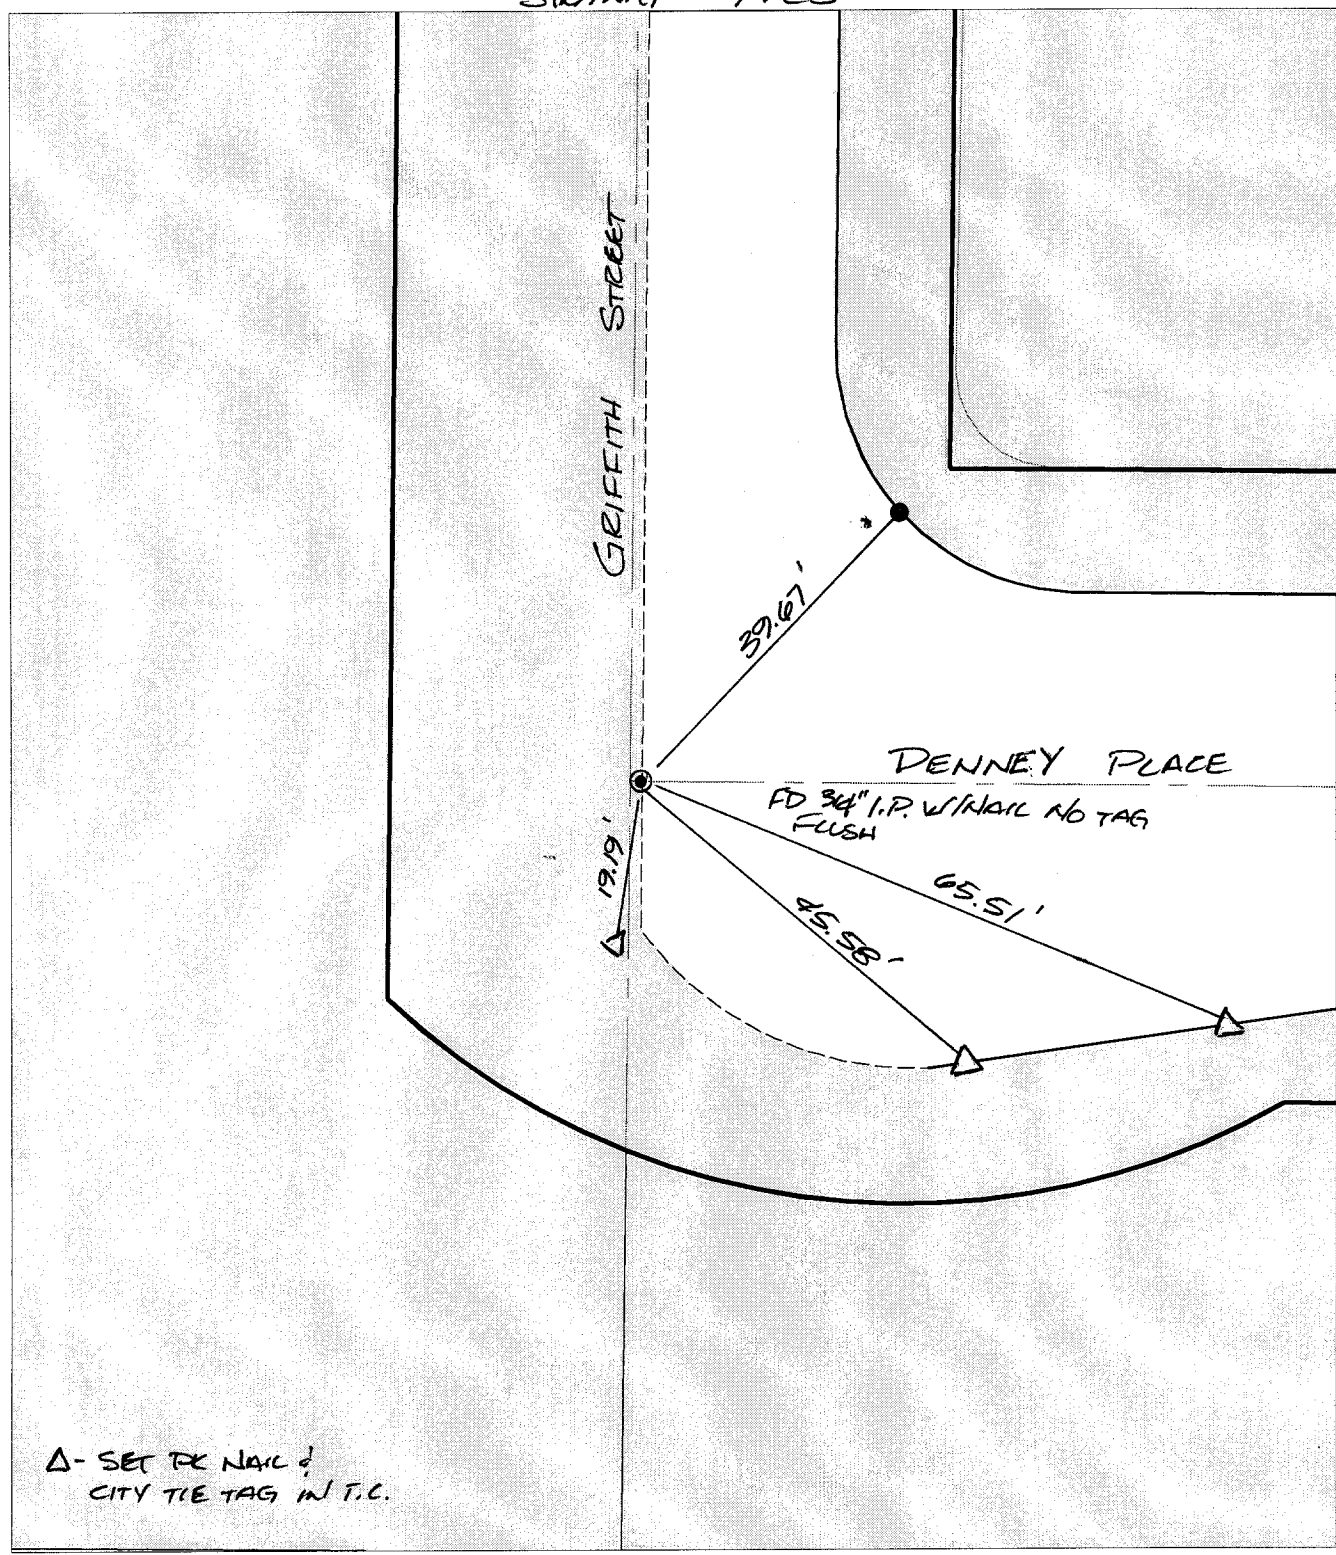 GRIFFITH STREET
39.67'
DENNEY PLACE
FD 3/4" I.P. W/NAIL NO TAG
FLUSH
19.19'
65.51'
45.58'
△- SET PK NAIL &
CITY TIE TAG IN T.C.